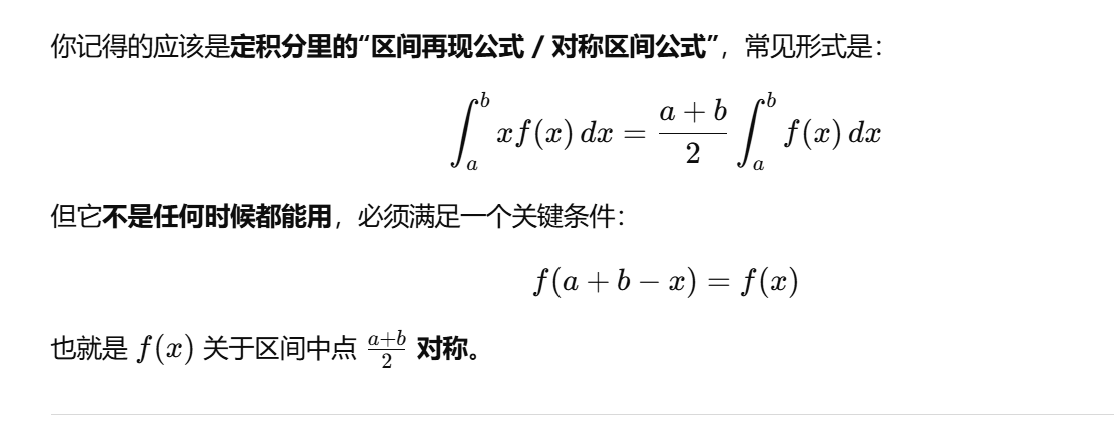 你记得的应该是定积分里的“区间再现公式 / 对称区间公式”，常见形式是：
∫_a^b x f(x) dx = \frac{a+b}{2} ∫_a^b f(x) dx
但它不是任何时候都能用，必须满足一个关键条件：
f(a + b − x) = f(x)
也就是 f(x) 关于区间中点 \frac{a+b}{2} 对称。